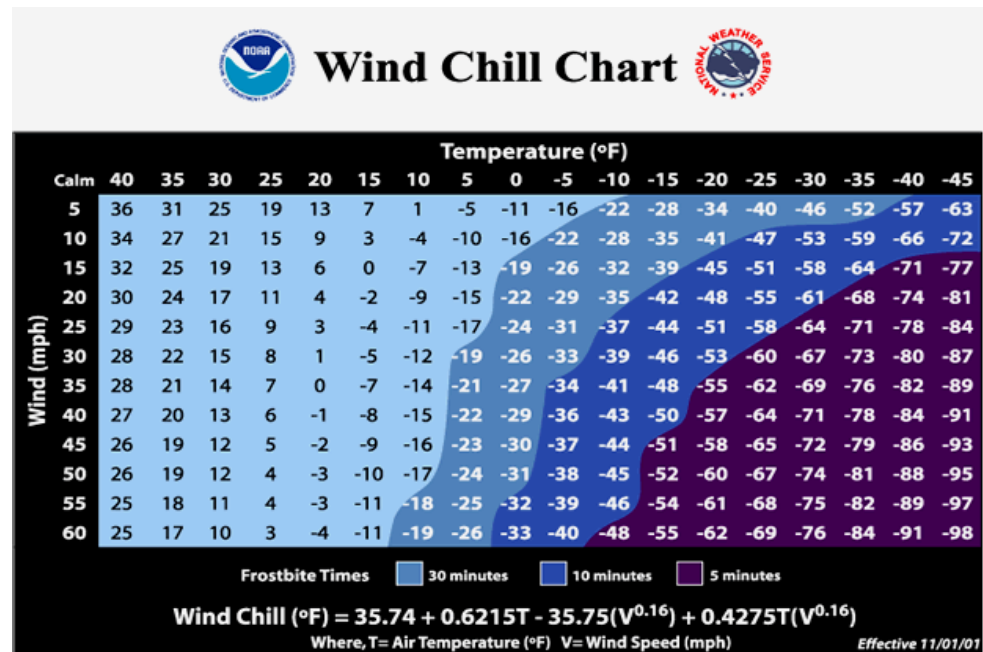 NOAA
NATIONAL OCEANIC AND ATMOSPHERIC ADMINISTRATION
U.S. DEPARTMENT OF COMMERCE
Wind Chill Chart
NATIONAL WEATHER SERVICE
Temperature (ºF)
Calm 40 35 30 25 20 15 10 5 0 -5 -10 -15 -20 -25 -30 -35 -40 -45
Wind (mph)
5 36 31 25 19 13 7 1 -5 -11 -16 -22 -28 -34 -40 -46 -52 -57 -63
10 34 27 21 15 9 3 -4 -10 -16 -22 -28 -35 -41 -47 -53 -59 -66 -72
15 32 25 19 13 6 0 -7 -13 -19 -26 -32 -39 -45 -51 -58 -64 -71 -77
20 30 24 17 11 4 -2 -9 -15 -22 -29 -35 -42 -48 -55 -61 -68 -74 -81
25 29 23 16 9 3 -4 -11 -17 -24 -31 -37 -44 -51 -58 -64 -71 -78 -84
30 28 22 15 8 1 -5 -12 -19 -26 -33 -39 -46 -53 -60 -67 -73 -80 -87
35 28 21 14 7 0 -7 -14 -21 -27 -34 -41 -48 -55 -62 -69 -76 -82 -89
40 27 20 13 6 -1 -8 -15 -22 -29 -36 -43 -50 -57 -64 -71 -78 -84 -91
45 26 19 12 5 -2 -9 -16 -23 -30 -37 -44 -51 -58 -65 -72 -79 -86 -93
50 26 19 12 4 -3 -10 -17 -24 -31 -38 -45 -52 -60 -67 -74 -81 -88 -95
55 25 18 11 4 -3 -11 -18 -25 -32 -39 -46 -54 -61 -68 -75 -82 -89 -97
60 25 17 10 3 -4 -11 -19 -26 -33 -40 -48 -55 -62 -69 -76 -84 -91 -98
Frostbite Times 30 minutes 10 minutes 5 minutes
Wind Chill (ºF) = 35.74 + 0.6215T - 35.75(V^0.16) + 0.4275T(V^0.16)
Where, T= Air Temperature (ºF) V= Wind Speed (mph)
Effective 11/01/01